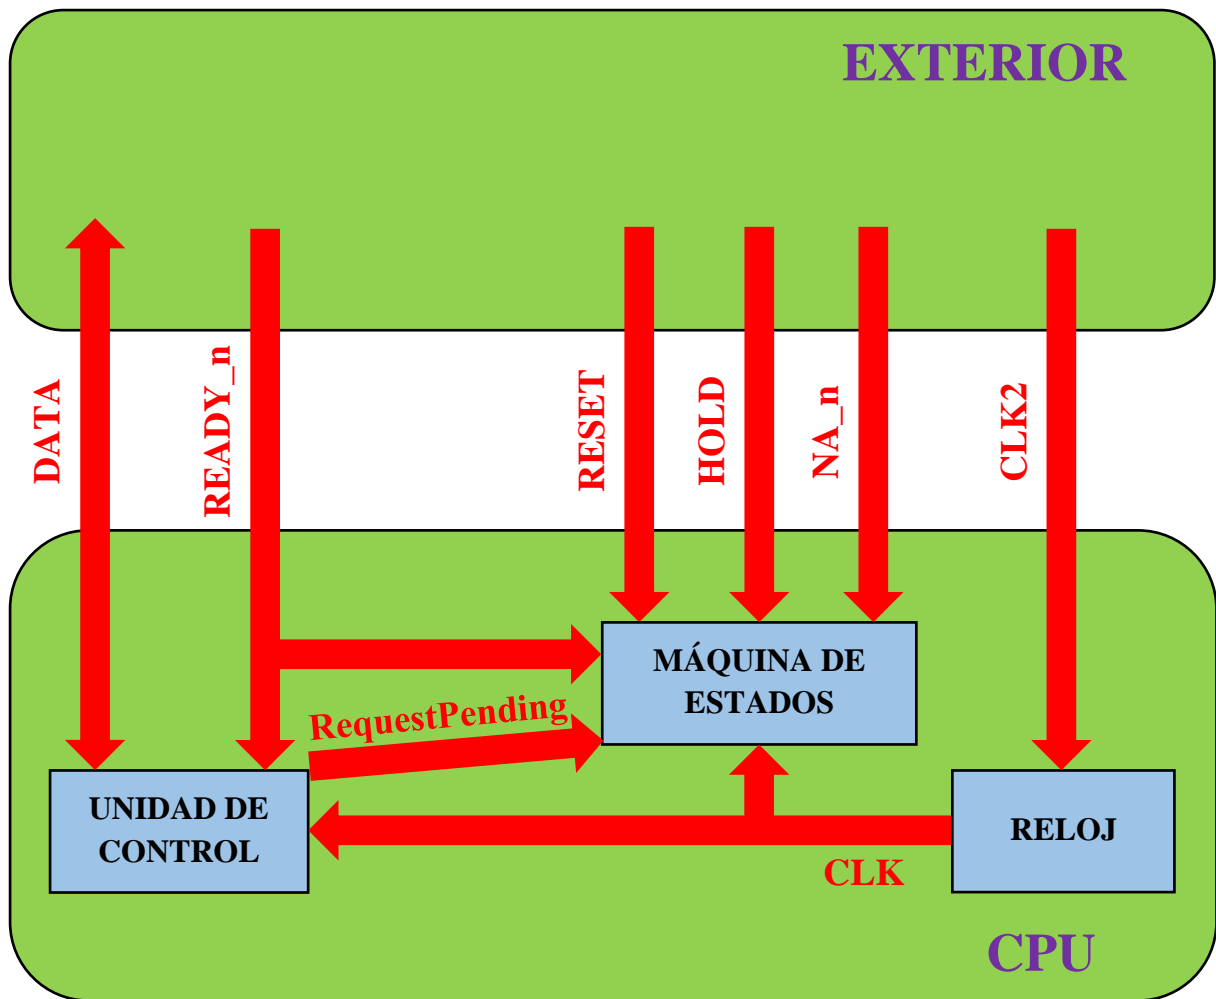 EXTERIOR
DATA
READY_n
RESET
HOLD
NA_n
CLK2
MÁQUINA DE
ESTADOS
RequestPending
UNIDAD DE
CONTROL
RELOJ
CLK
CPU